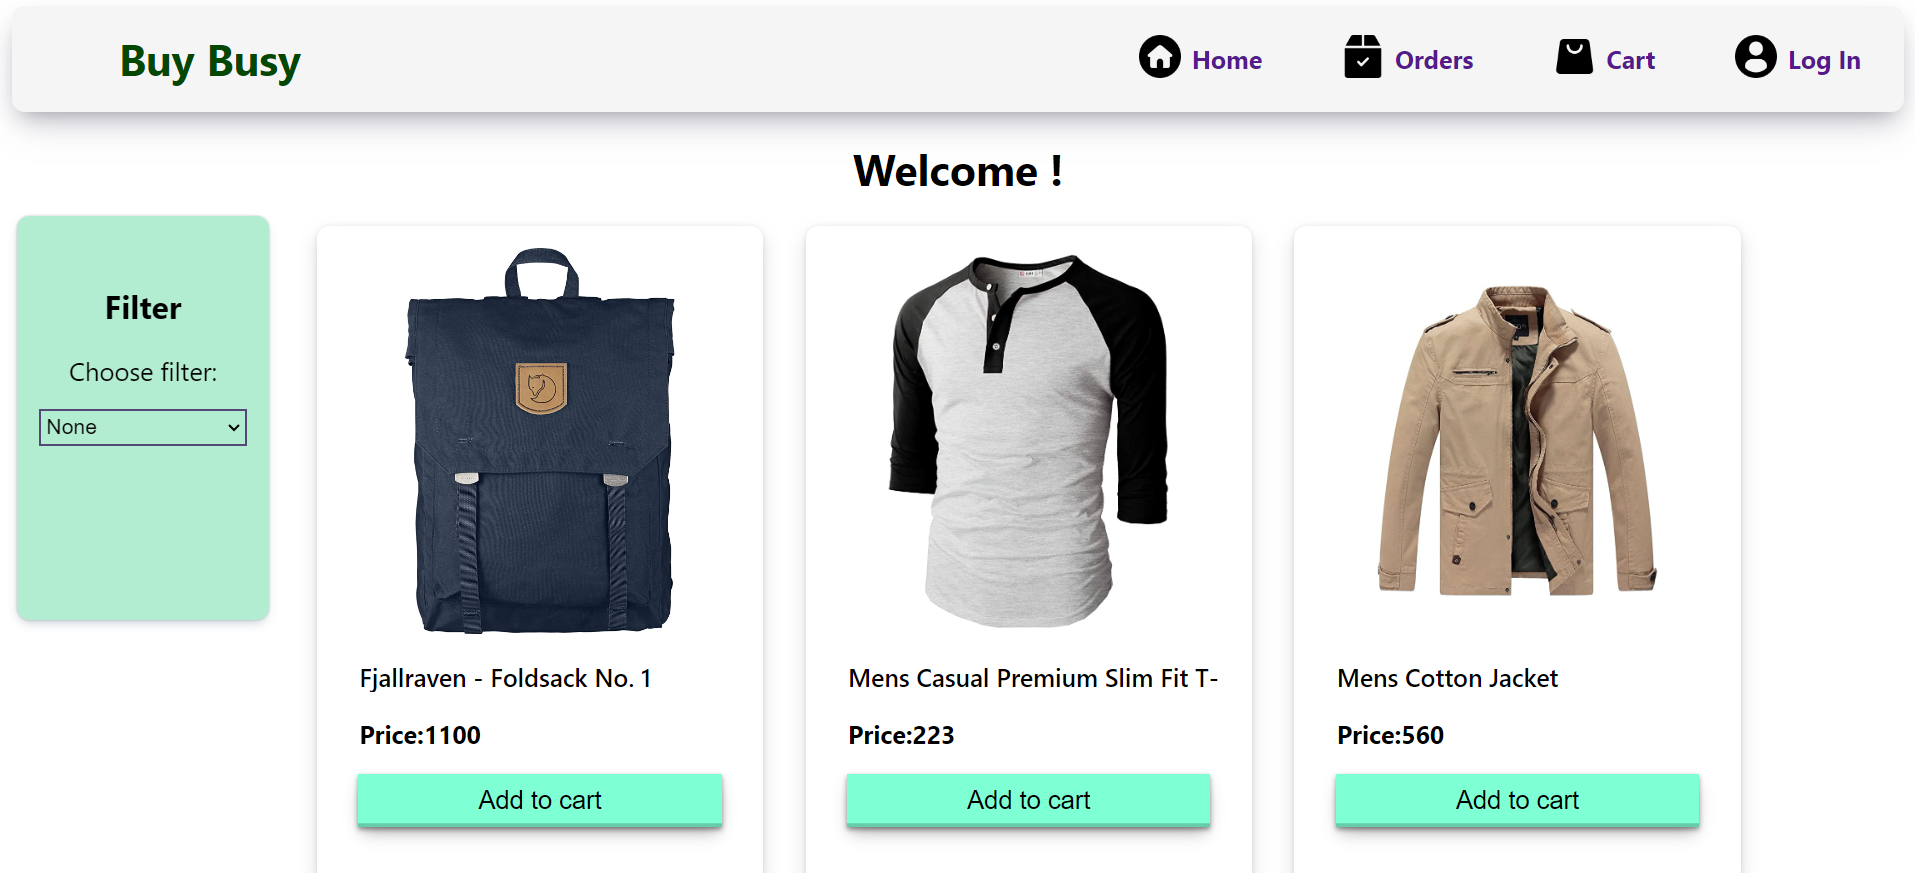 Buy Busy
Home
Orders
Cart
Log In
Welcome !
Filter
Choose filter:
None
Fjallraven - Foldsack No. 1
Price:1100
Add to cart
Mens Casual Premium Slim Fit T-
Price:223
Add to cart
Mens Cotton Jacket
Price:560
Add to cart